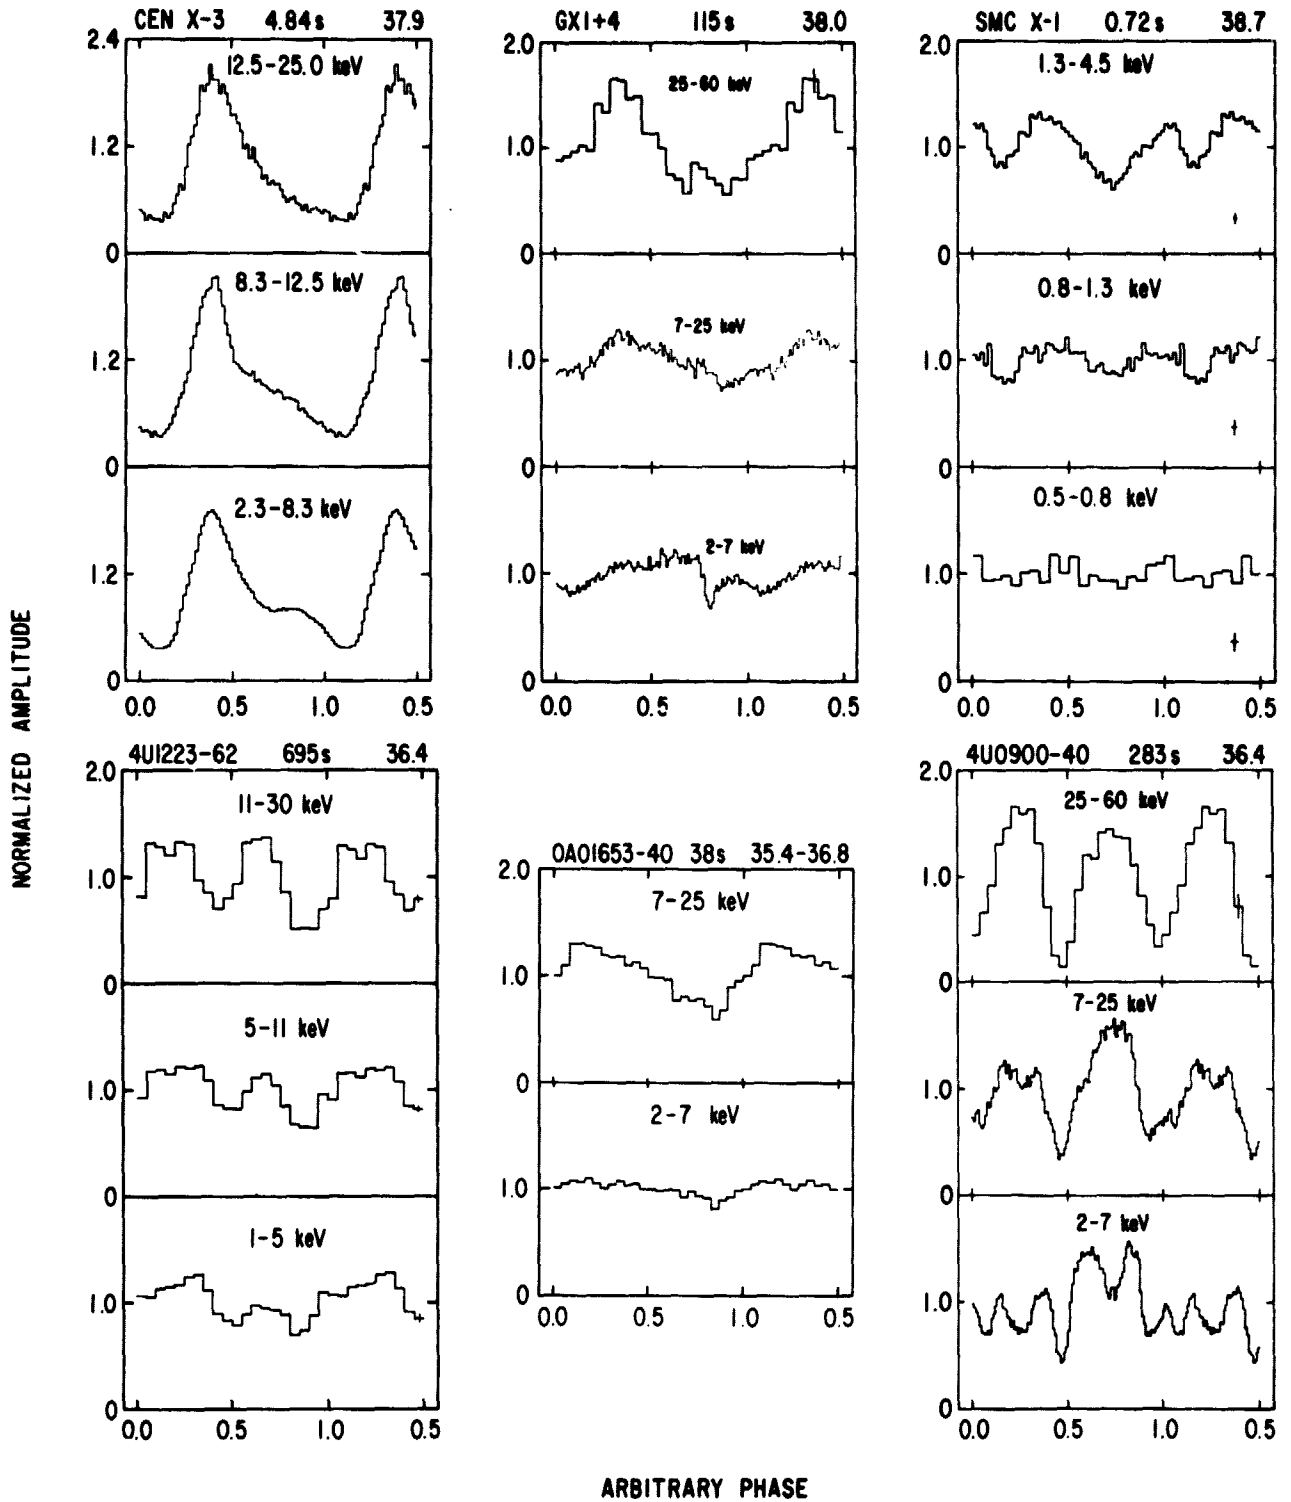 CEN X-3 4.84s 37.9
2.4
12.5-25.0 keV
1.2
0
8.3-12.5 keV
1.2
0
2.3-8.3 keV
1.2
0
0.0 0.5 1.0 0.5
GX1+4 115s 38.0
2.0
25-60 keV
1.0
0
7-25 keV
1.0
0
2-7 keV
1.0
0
0.0 0.5 1.0 0.5
SMC X-1 0.72s 38.7
2.0
1.3-4.5 keV
1.0
0
0.8-1.3 keV
1.0
0
0.5-0.8 keV
1.0
0
0.0 0.5 1.0 0.5
NORMALIZED AMPLITUDE
4U1223-62 695s 36.4
2.0
11-30 keV
1.0
0
5-11 keV
1.0
0
1-5 keV
1.0
0
0.0 0.5 1.0 0.5
OAO1653-40 38s 35.4-36.8
2.0
7-25 keV
1.0
0
2-7 keV
1.0
0
0.0 0.5 1.0 0.5
4U0900-40 283s 36.4
2.0
25-60 keV
1.0
0
7-25 keV
1.0
0
2-7 keV
1.0
0
0.0 0.5 1.0 0.5
ARBITRARY PHASE